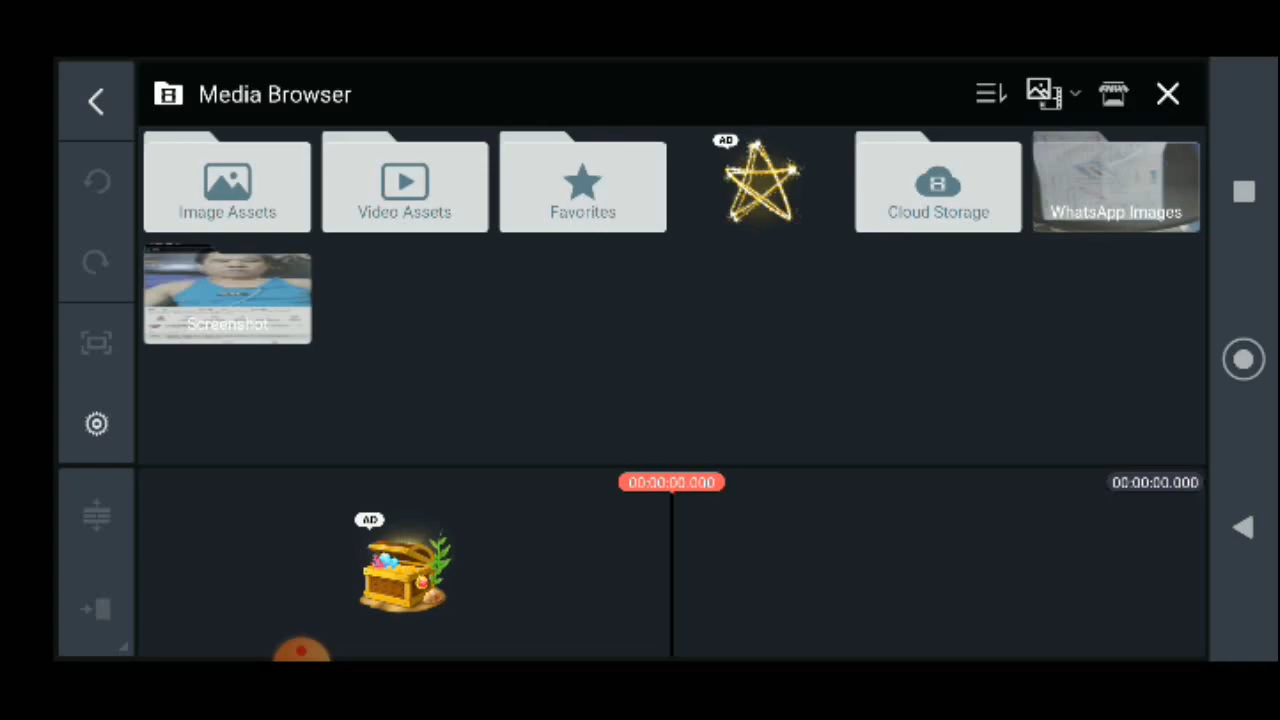 Media Browser
AD
Image Assets
Video Assets
Favorites
Cloud Storage
WhatsApp Images
Screenshot
00:00:00.000
00:00:00.000
AD